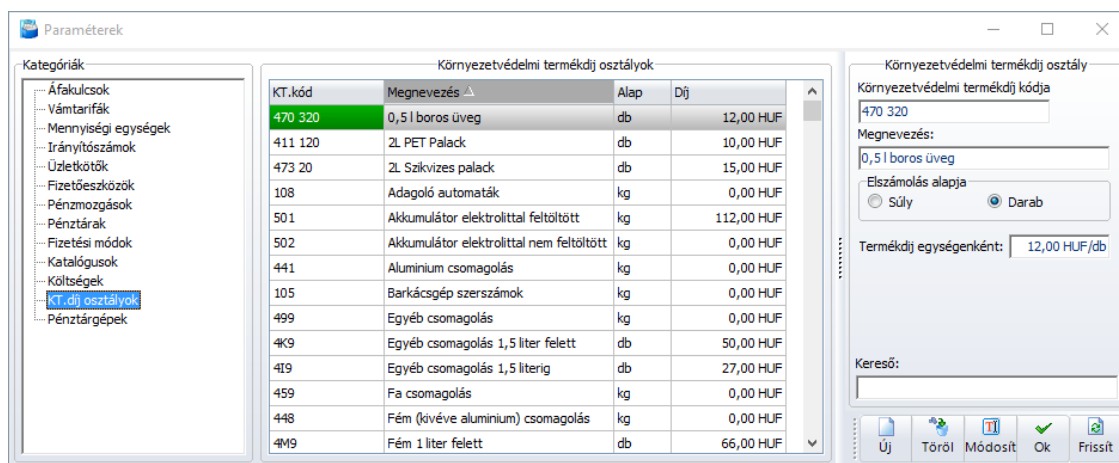 Paraméterek
Kategóriák
Áfakulcsok
Vámtarifák
Mennyiségi egységek
Irányítószámok
Üzletkötők
Fizetőeszközök
Pénzmozgások
Pénztárak
Fizetési módok
Katalógusok
Költségek
KT.díj osztályok
Pénztárgépek
Környezetvédelmi termékdij osztályok
KT.kód Megnevezés Alap Díj
470 320 0,5 l boros üveg db 12,00 HUF
411 120 2L PET Palack db 10,00 HUF
473 20 2L Szikvizes palack db 15,00 HUF
108 Adagoló automaták kg 0,00 HUF
501 Akkumulátor elektrolittal feltöltött kg 112,00 HUF
502 Akkumulátor elektrolittal nem feltöltött kg 0,00 HUF
441 Aluminium csomagolás kg 0,00 HUF
105 Barkácsgép szerszámok kg 0,00 HUF
499 Egyéb csomagolás kg 0,00 HUF
4K9 Egyéb csomagolás 1,5 liter felett db 50,00 HUF
4I9 Egyéb csomagolás 1,5 literig db 27,00 HUF
459 Fa csomagolás kg 0,00 HUF
448 Fém (kivéve aluminium) csomagolás kg 0,00 HUF
4M9 Fém 1 liter felett db 66,00 HUF
Környezetvédelmi termékdij osztály
Környezetvédelmi termékdíj kódja
470 320
Megnevezés:
0,5 l boros üveg
Elszámolás alapja
Súly Darab
Termékdij egységenként: 12,00 HUF/db
Kereső:
Új Töröl Módosít Ok Frissít